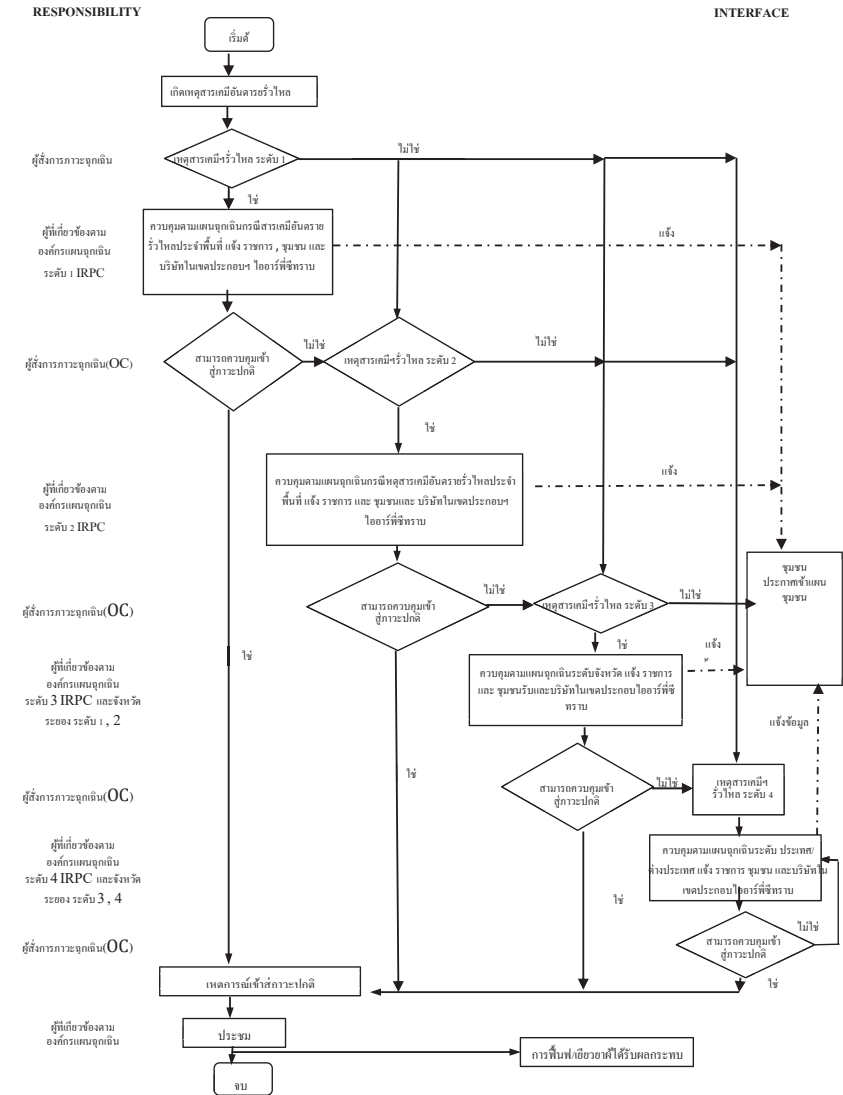 RESPONSIBILITY
INTERFACE
เริ่มต้
เกิดเหตุสารเคมีอันตารยรั่วไหล
ผู้สั่งการภาวะฉุกเฉิน
เหตุสารเคมีฯรั่วไหล ระดับ 1
ไม่ใช่
ใช่
ผู้ที่เกี่ยวข้องตาม
องค์กรแผนฉุกเฉิน
ระดับ 1 IRPC
ควบคุมตามแผนฉุกเฉินกรณีสารเคมีอันตราย
รั่วไหลประจำพื้นที่ แจ้ง ราชการ , ชุมชน และ
บริษัทในเขตประกอบฯ ไออาร์พี่ซีทราบ
แจ้ง
ผู้สั่งการภาวะฉุกเฉิน(OC)
สามารถควบคุมเข้า
สู่ภาวะปกติ
ไม่ใช่
เหตุสารเคมีฯรั่วไหล ระดับ 2
ไม่ใช่
ใช่
ผู้ที่เกี่ยวข้องตาม
องค์กรแผนฉุกเฉิน
ระดับ 2 IRPC
ควบคุมตามแผนฉุกเฉินกรณีหตุสารเคมีอันตรายรั่วไหลประจำ
พื้นที่ แจ้ง ราชการ และ ชุมชนและ บริษัทในเขตประกอบฯ
ไออาร์พี่ซีทราบ
แจ้ง
ชุมชน
ประกาศเข้าแผน
ชุมชน
ผู้สั่งการภาวะฉุกเฉิน(OC)
สามารถควบคุมเข้า
สู่ภาวะปกติ
ไม่ใช่
เหตุสารเคมีฯรั่วไหล ระดับ 3
ไม่ใช่
ใช่
ใช่
แจ้ง
ผู้ที่เกี่ยวข้องตาม
องค์กรแผนฉุกเฉิน
ระดับ 3 IRPC และจังหวัด
ระยอง ระดับ 1 , 2
ควบคุมตามแผนฉุกเฉินระดับจังหวัด แจ้ง ราชการ
และ ชุมชนรับและบริษัทในเขตประกอบไออาร์พี่ซี
ทราบ
แจ้งข้อมูล
ใช่
ผู้สั่งการภาวะฉุกเฉิน(OC)
สามารถควบคุมเข้า
สู่ภาวะปกติ
ไม่ใช่
เหตุสารเคมีฯ
รั่วไหล ระดับ 4
ผู้ที่เกี่ยวข้องตาม
องค์กรแผนฉุกเฉิน
ระดับ 4 IRPC และจังหวัด
ระยอง ระดับ 3 , 4
ควบคุมตามแผนฉุกเฉินระดับ ประเทศ/
ต่างประเทศ แจ้ง ราชการ ชุมชน และบริษัทใน
เขตประกอบไออาร์พี่ซีทราบ
ใช่
ผู้สั่งการภาวะฉุกเฉิน(OC)
สามารถควบคุมเข้า
สู่ภาวะปกติ
ไม่ใช่
ใช่
เหตการณ์เข้าส่ภาวะปกติ
ผู้ที่เกี่ยวข้องตาม
องค์กรแผนฉุกเฉิน
ประชม
การฟื้นฟ/เยียวยาผ้ได้รับผลกระทบ
จบ